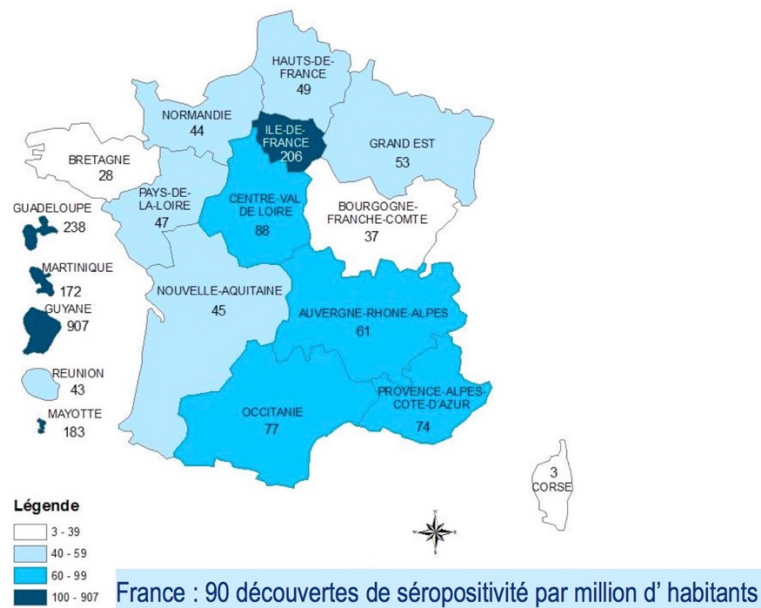 HAUTS-DE-
FRANCE
49
NORMANDIE
44
ILE-DE-
FRANCE
206
GRAND EST
53
BRETAGNE
28
PAYS-DE-
LA-LOIRE
47
CENTRE-VAL
DE LOIRE
88
BOURGOGNE-
FRANCHE-COMTE
37
GUADELOUPE
238
MARTINIQUE
172
GUYANE
907
REUNION
43
MAYOTTE
183
NOUVELLE-AQUITAINE
45
AUVERGNE-RHONE-ALPES
61
OCCITANIE
77
PROVENCE-ALPES-
COTE-D'AZUR
74
3
CORSE
Légende
3 - 39
40 - 59
60 - 99
100 - 907
France : 90 découvertes de séropositivité par million d' habitants